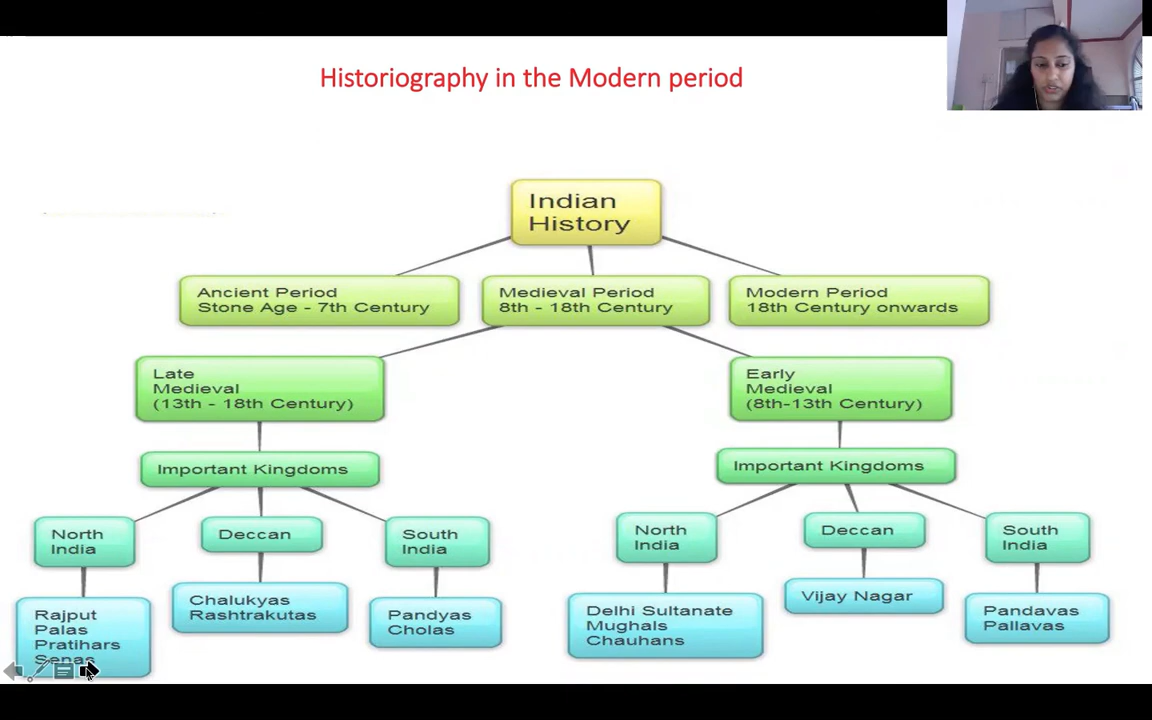 Historiography in the Modern period
Indian
History
Ancient Period
Stone Age - 7th Century
Medieval Period
8th - 18th Century
Modern Period
18th Century onwards
Late
Medieval
(13th - 18th Century)
Early
Medieval
(8th-13th Century)
Important Kingdoms
Important Kingdoms
North
India
Deccan
South
India
North
India
Deccan
South
India
Rajput
Palas
Pratihars
Senas
Chalukyas
Rashtrakutas
Pandyas
Cholas
Delhi Sultanate
Mughals
Chauhans
Vijay Nagar
Pandavas
Pallavas